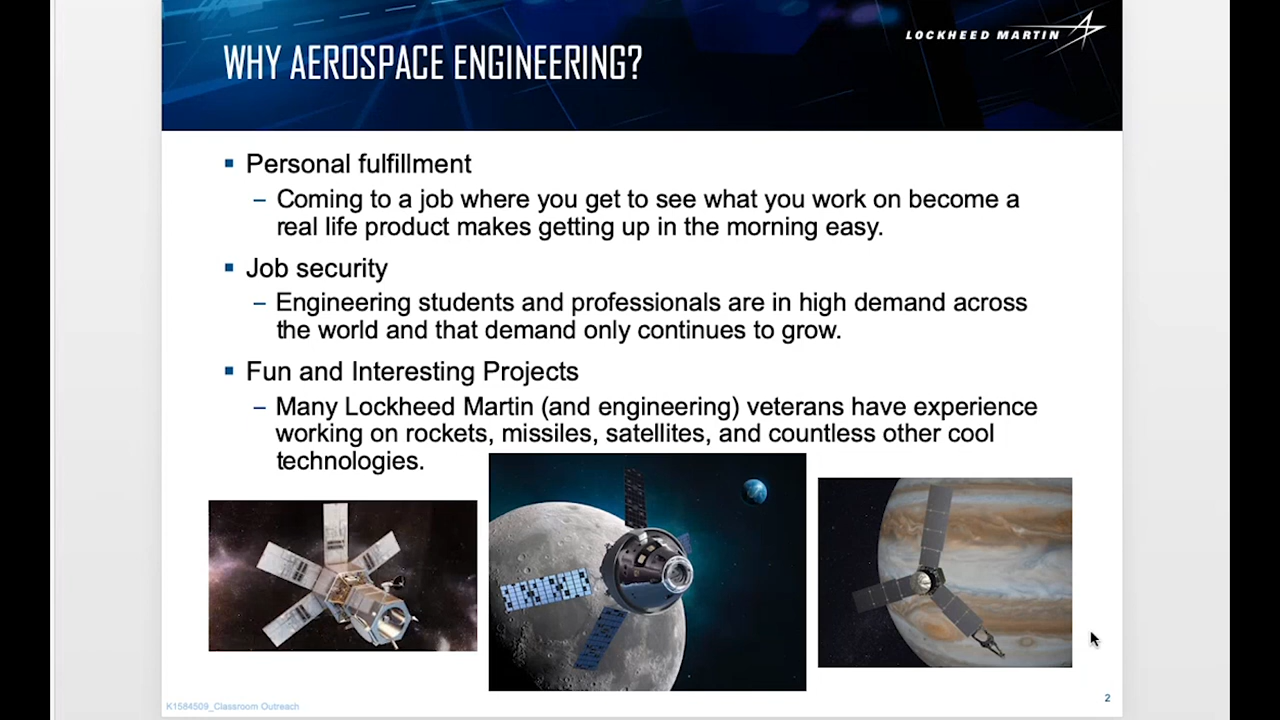 LOCKHEED MARTIN
WHY AEROSPACE ENGINEERING?
▪ Personal fulfillment
– Coming to a job where you get to see what you work on become a
real life product makes getting up in the morning easy.
▪ Job security
– Engineering students and professionals are in high demand across
the world and that demand only continues to grow.
▪ Fun and Interesting Projects
– Many Lockheed Martin (and engineering) veterans have experience
working on rockets, missiles, satellites, and countless other cool
technologies.
K1584509_Classroom Outreach
2